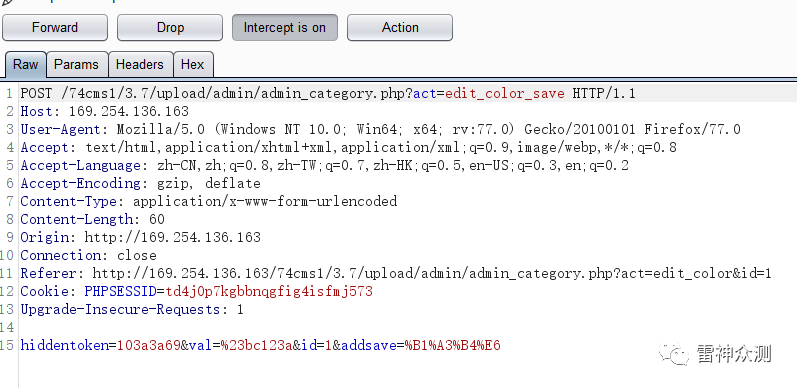 Forward Drop Intercept is on Action
Raw Params Headers Hex
1 POST /74cms1/3.7/upload/admin/admin_category.php?act=edit_color_save HTTP/1.1
2 Host: 169.254.136.163
3 User-Agent: Mozilla/5.0 (Windows NT 10.0; Win64; x64; rv:77.0) Gecko/20100101 Firefox/77.0
4 Accept: text/html,application/xhtml+xml,application/xml;q=0.9,image/webp,*/*;q=0.8
5 Accept-Language: zh-CN,zh;q=0.8,zh-TW;q=0.7,zh-HK;q=0.5,en-US;q=0.3,en;q=0.2
6 Accept-Encoding: gzip, deflate
7 Content-Type: application/x-www-form-urlencoded
8 Content-Length: 60
9 Origin: http://169.254.136.163
10 Connection: close
11 Referer: http://169.254.136.163/74cms1/3.7/upload/admin/admin_category.php?act=edit_color&id=1
12 Cookie: PHPSESSID=td4j0p7kgbbnqgfig4isfmj573
13 Upgrade-Insecure-Requests: 1
14
15 hiddentoken=103a3a69&val=%23bc123a&id=1&addsave=%B1%A3%B4%E6
雷神众测